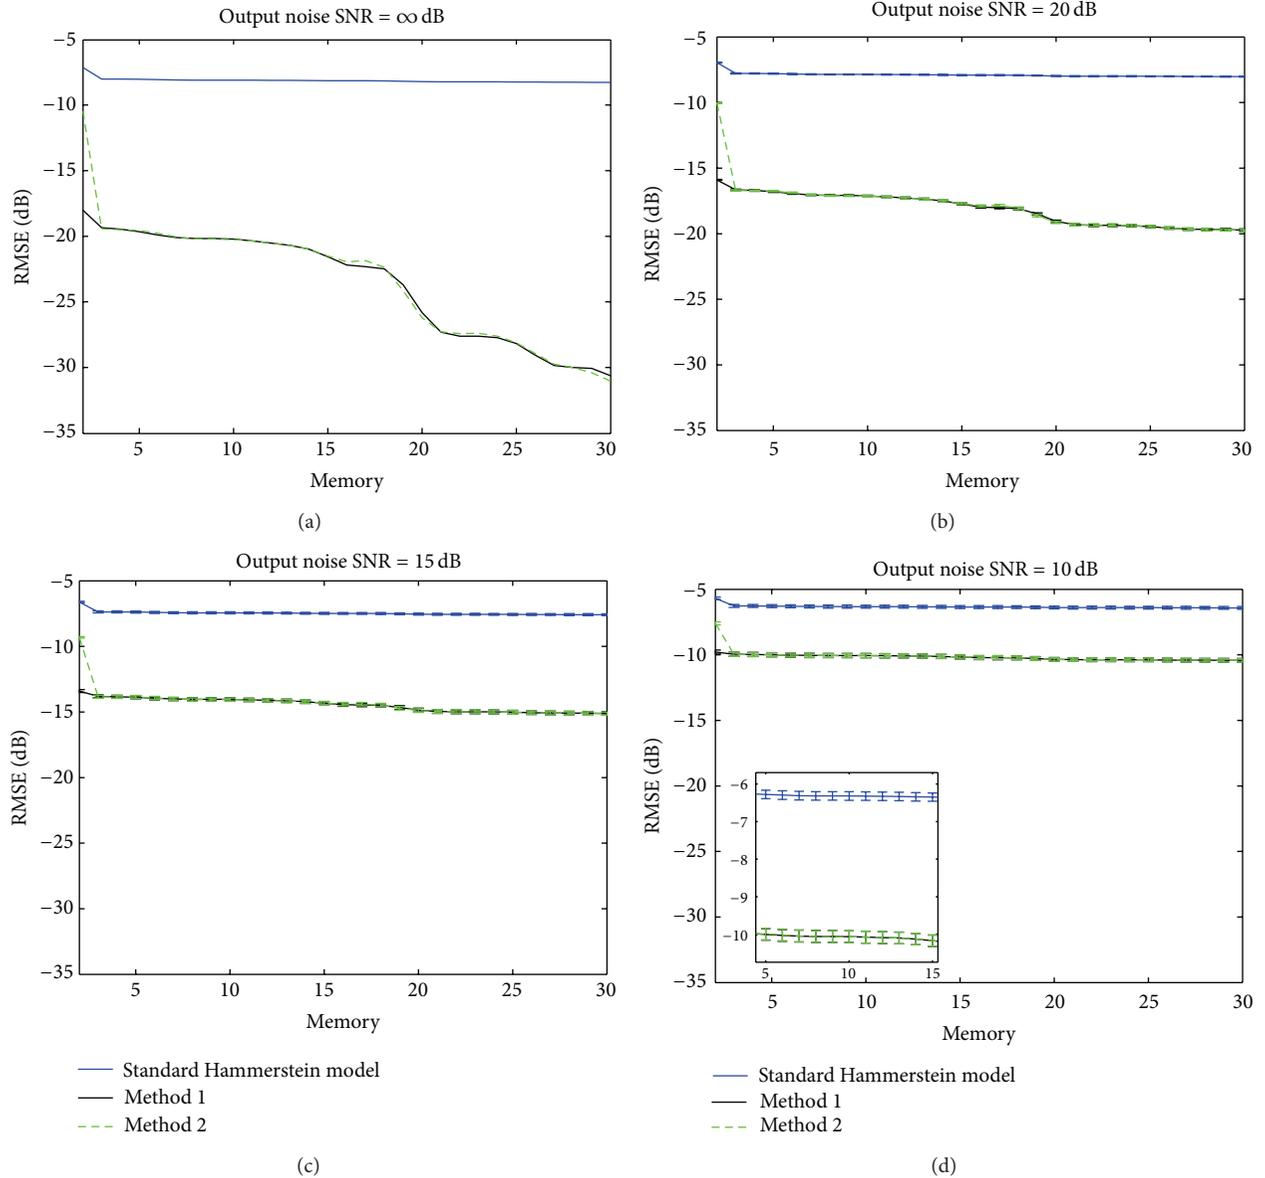 Output noise SNR = ∞ dB
−5
−10
−15
−20
−25
−30
−35
RMSE (dB)
5 10 15 20 25 30
Memory
(a)
Output noise SNR = 20 dB
−5
−10
−15
−20
−25
−30
−35
RMSE (dB)
5 10 15 20 25 30
Memory
(b)
Output noise SNR = 15 dB
−5
−10
−15
−20
−25
−30
−35
RMSE (dB)
5 10 15 20 25 30
Memory
Standard Hammerstein model
Method 1
Method 2
(c)
Output noise SNR = 10 dB
−5
−10
−15
−20
−25
−30
−35
RMSE (dB)
−6
−7
−8
−9
−10
5 10 15
5 10 15 20 25 30
Memory
Standard Hammerstein model
Method 1
Method 2
(d)